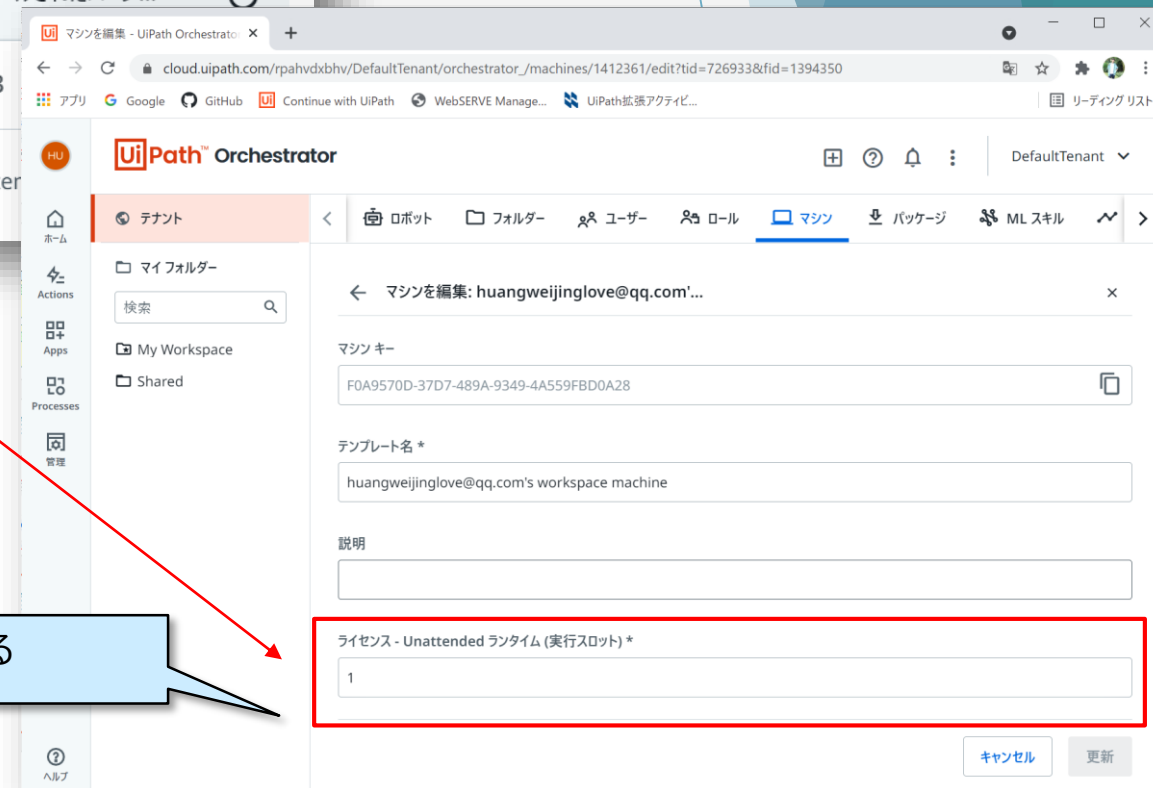 マシンを編集 - UiPath Orchestrato
cloud.uipath.com/rpahvdxbhv/DefaultTenant/orchestrator_/machines/1412361/edit?tid=726933&fid=1394350
アプリ Google GitHub Continue with UiPath WebSERVE Manage... UiPath拡張アクティビ... リーディング リスト
HU UiPath™ Orchestrator DefaultTenant
ホーム
Actions
Apps
Processes
管理
ヘルプ
テナント
マイ フォルダー
検索
My Workspace
Shared
ロボット フォルダー ユーザー ロール マシン パッケージ ML スキル
マシンを編集: huangweijinglove@qq.com'...
マシン キー
F0A9570D-37D7-489A-9349-4A559FBD0A28
テンプレート名 *
huangweijinglove@qq.com's workspace machine
説明
ライセンス - Unattended ランタイム (実行スロット) *
1
る
キャンセル 更新